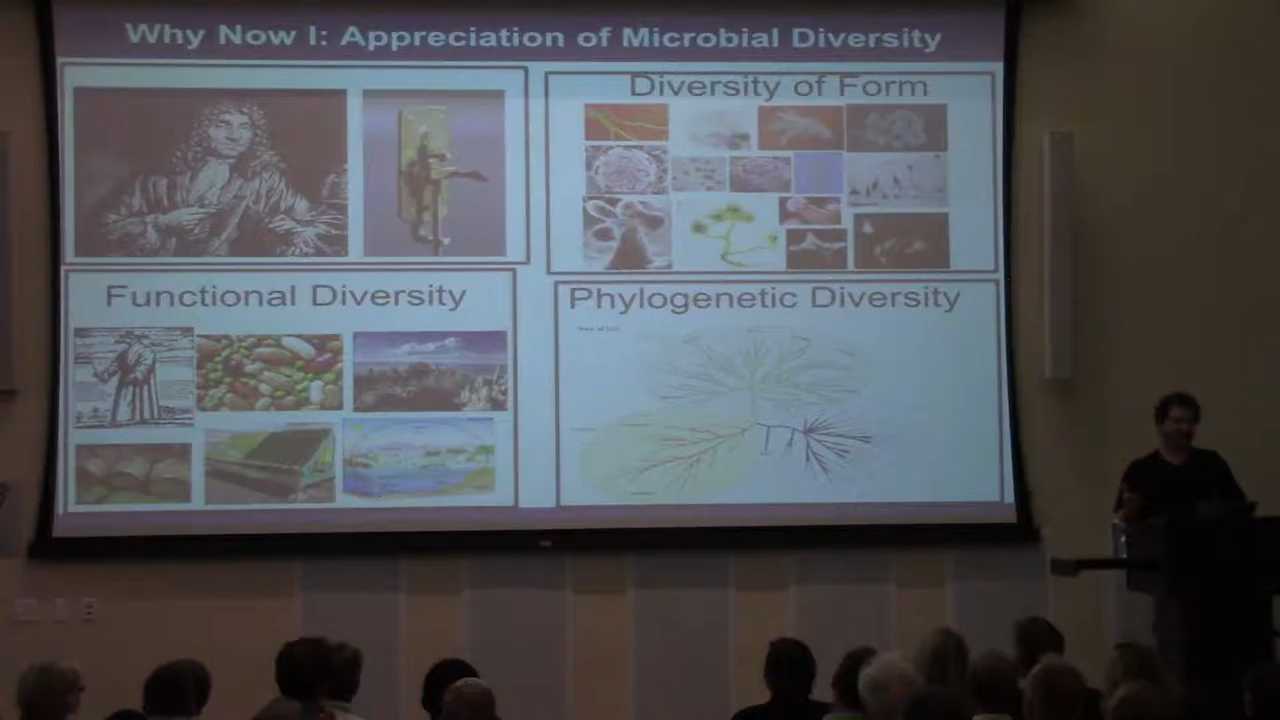 Why Now I: Appreciation of Microbial Diversity
Diversity of Form
Functional Diversity
Phylogenetic Diversity